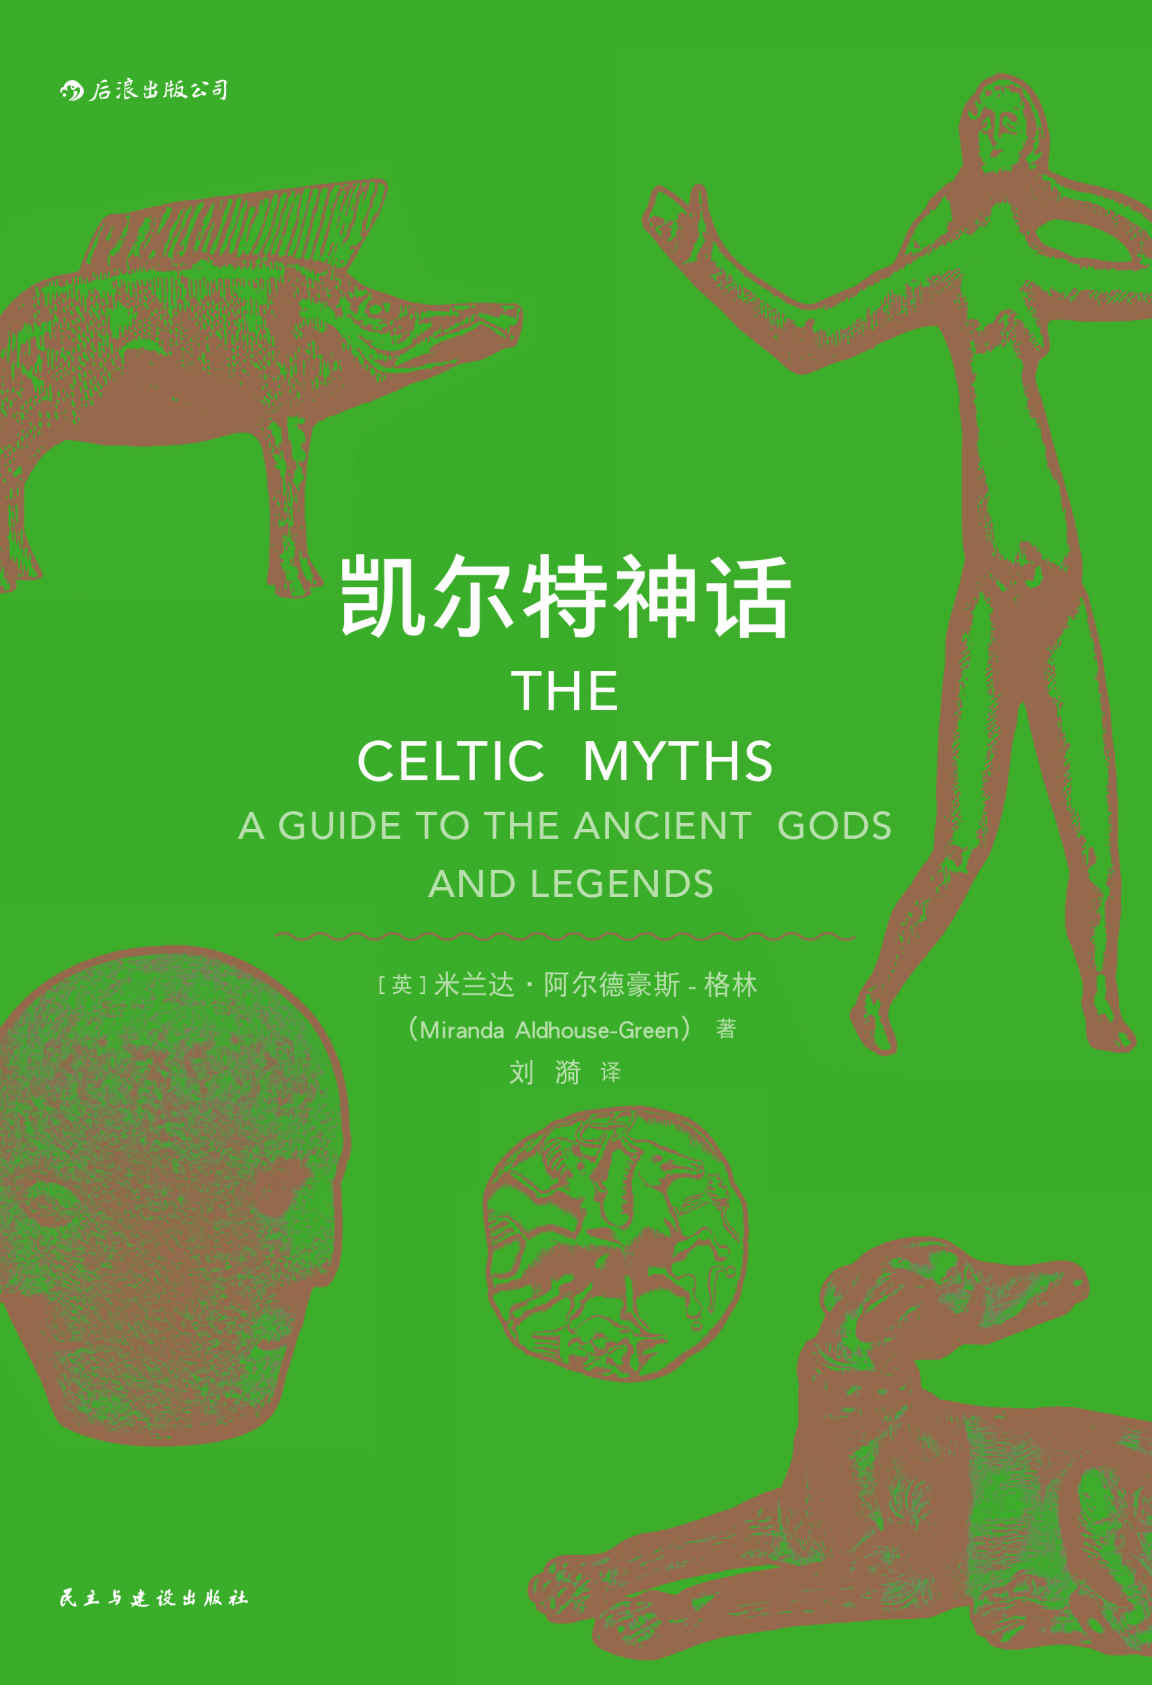 后浪出版公司
凯尔特神话
THE
CELTIC MYTHS
A GUIDE TO THE ANCIENT GODS
AND LEGENDS
[英]米兰达·阿尔德豪斯-格林
（Miranda Aldhouse-Green） 著
刘 漪 译
民主与建设出版社